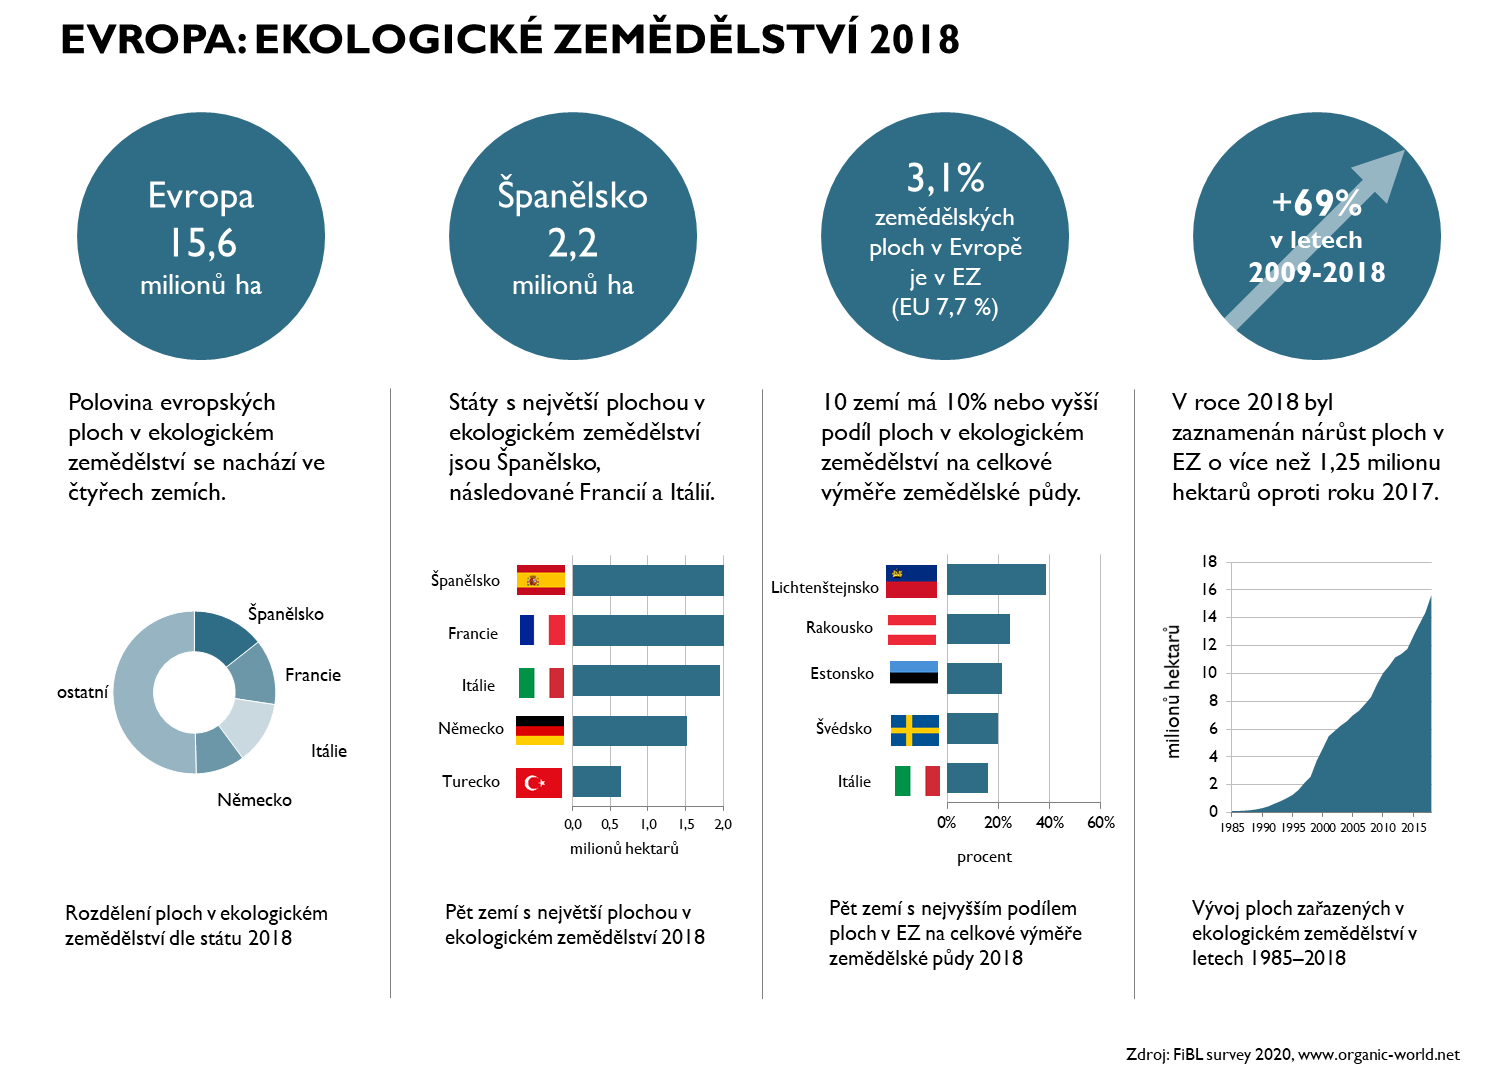 EVROPA: EKOLOGICKÉ ZEMĚDĚLSTVÍ 2018
Evropa
15,6
milionů ha
Španělsko
2,2
milionů ha
3,1%
zemědělských
ploch v Evropě
je v EZ
(EU 7,7 %)
+69%
v letech
2009-2018
Polovina evropských
ploch v ekologickém
zemědělství se nachází ve
čtyřech zemích.
Státy s největší plochou v
ekologickém zemědělství
jsou Španělsko,
následované Francií a Itálií.
10 zemí má 10% nebo vyšší
podíl ploch v ekologickém
zemědělství na celkové
výměře zemědělské půdy.
V roce 2018 byl
zaznamenán nárůst ploch v
EZ o více než 1,25 milionu
hektarů oproti roku 2017.
Španělsko
Francie
Itálie
Německo
ostatní
Španělsko
Francie
Itálie
Německo
Turecko
0,0 0,5 1,0 1,5 2,0
milionů hektarů
Lichtenštejnsko
Rakousko
Estonsko
Švédsko
Itálie
0% 20% 40% 60%
procent
milionů hektarů
18
16
14
12
10
8
6
4
2
0
1985 1990 1995 2000 2005 2010 2015
Rozdělení ploch v ekologickém
zemědělství dle státu 2018
Pět zemí s největší plochou v
ekologickém zemědělství 2018
Pět zemí s nejvyšším podílem
ploch v EZ na celkové výměře
zemědělské půdy 2018
Vývoj ploch zařazených v
ekologickém zemědělství v
letech 1985–2018
Zdroj: FiBL survey 2020, www.organic-world.net